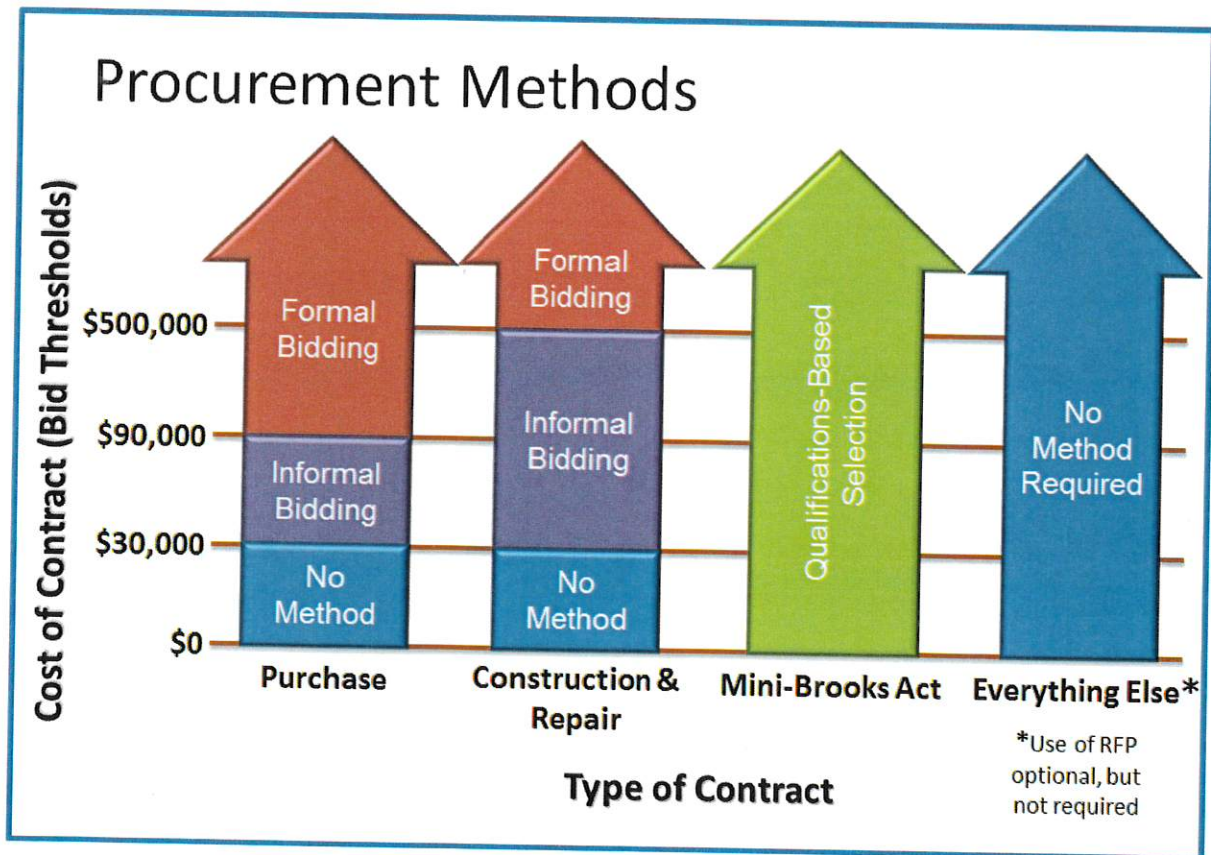 Procurement Methods
Cost of Contract (Bid Thresholds)
$500,000
$90,000
$30,000
$0
Formal
Bidding
Informal
Bidding
No
Method
Formal
Bidding
Informal
Bidding
No
Method
Qualifications-Based
Selection
No
Method
Required
Purchase
Construction &
Repair
Mini-Brooks Act
Everything Else*
*Use of RFP
optional, but
not required
Type of Contract